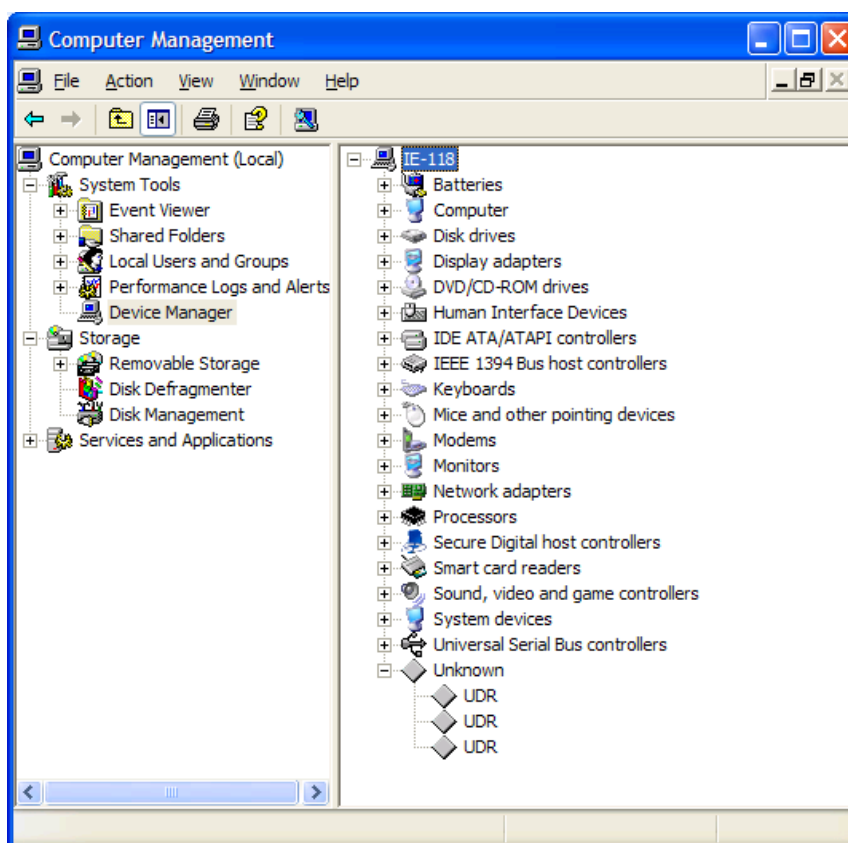 Computer Management
File Action View Window Help
Computer Management (Local)
System Tools
Event Viewer
Shared Folders
Local Users and Groups
Performance Logs and Alerts
Device Manager
Storage
Removable Storage
Disk Defragmenter
Disk Management
Services and Applications
IE-118
Batteries
Computer
Disk drives
Display adapters
DVD/CD-ROM drives
Human Interface Devices
IDE ATA/ATAPI controllers
IEEE 1394 Bus host controllers
Keyboards
Mice and other pointing devices
Modems
Monitors
Network adapters
Processors
Secure Digital host controllers
Smart card readers
Sound, video and game controllers
System devices
Universal Serial Bus controllers
Unknown
UDR
UDR
UDR